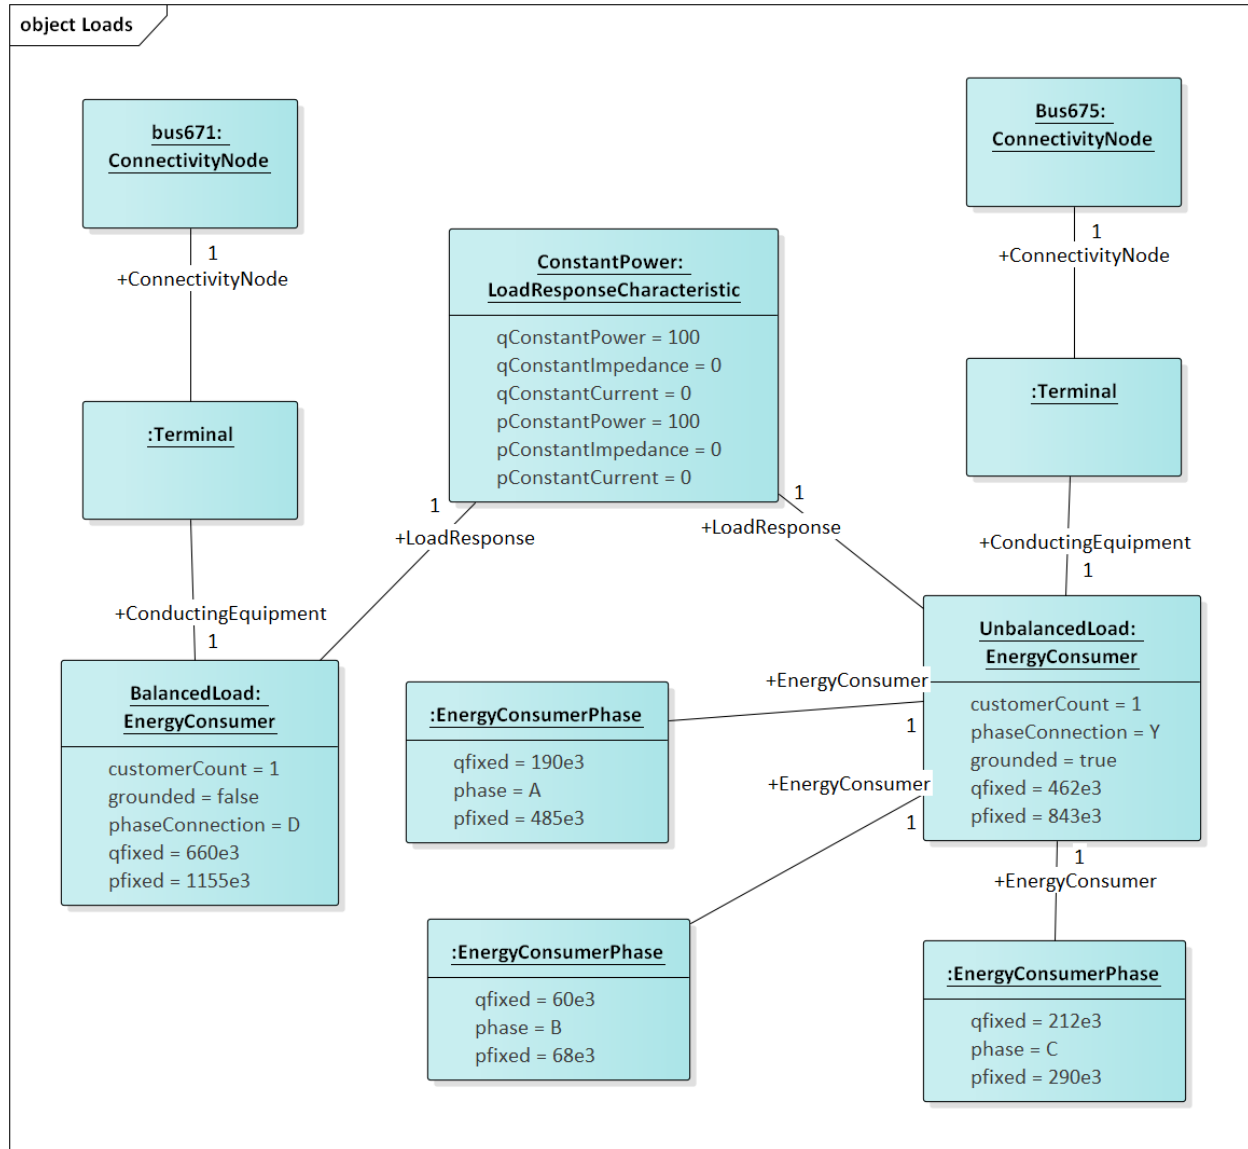 object Loads
bus671:
ConnectivityNode
1
+ConnectivityNode
:Terminal
+ConductingEquipment
1
BalancedLoad:
EnergyConsumer
customerCount = 1
grounded = false
phaseConnection = D
qfixed = 660e3
pfixed = 1155e3
ConstantPower:
LoadResponseCharacteristic
qConstantPower = 100
qConstantImpedance = 0
qConstantCurrent = 0
pConstantPower = 100
pConstantImpedance = 0
pConstantCurrent = 0
1
+LoadResponse
1
+LoadResponse
Bus675:
ConnectivityNode
1
+ConnectivityNode
:Terminal
+ConductingEquipment
1
UnbalancedLoad:
EnergyConsumer
customerCount = 1
phaseConnection = Y
grounded = true
qfixed = 462e3
pfixed = 843e3
+EnergyConsumer
1
:EnergyConsumerPhase
qfixed = 190e3
phase = A
pfixed = 485e3
+EnergyConsumer
1
:EnergyConsumerPhase
qfixed = 60e3
phase = B
pfixed = 68e3
1
+EnergyConsumer
:EnergyConsumerPhase
qfixed = 212e3
phase = C
pfixed = 290e3